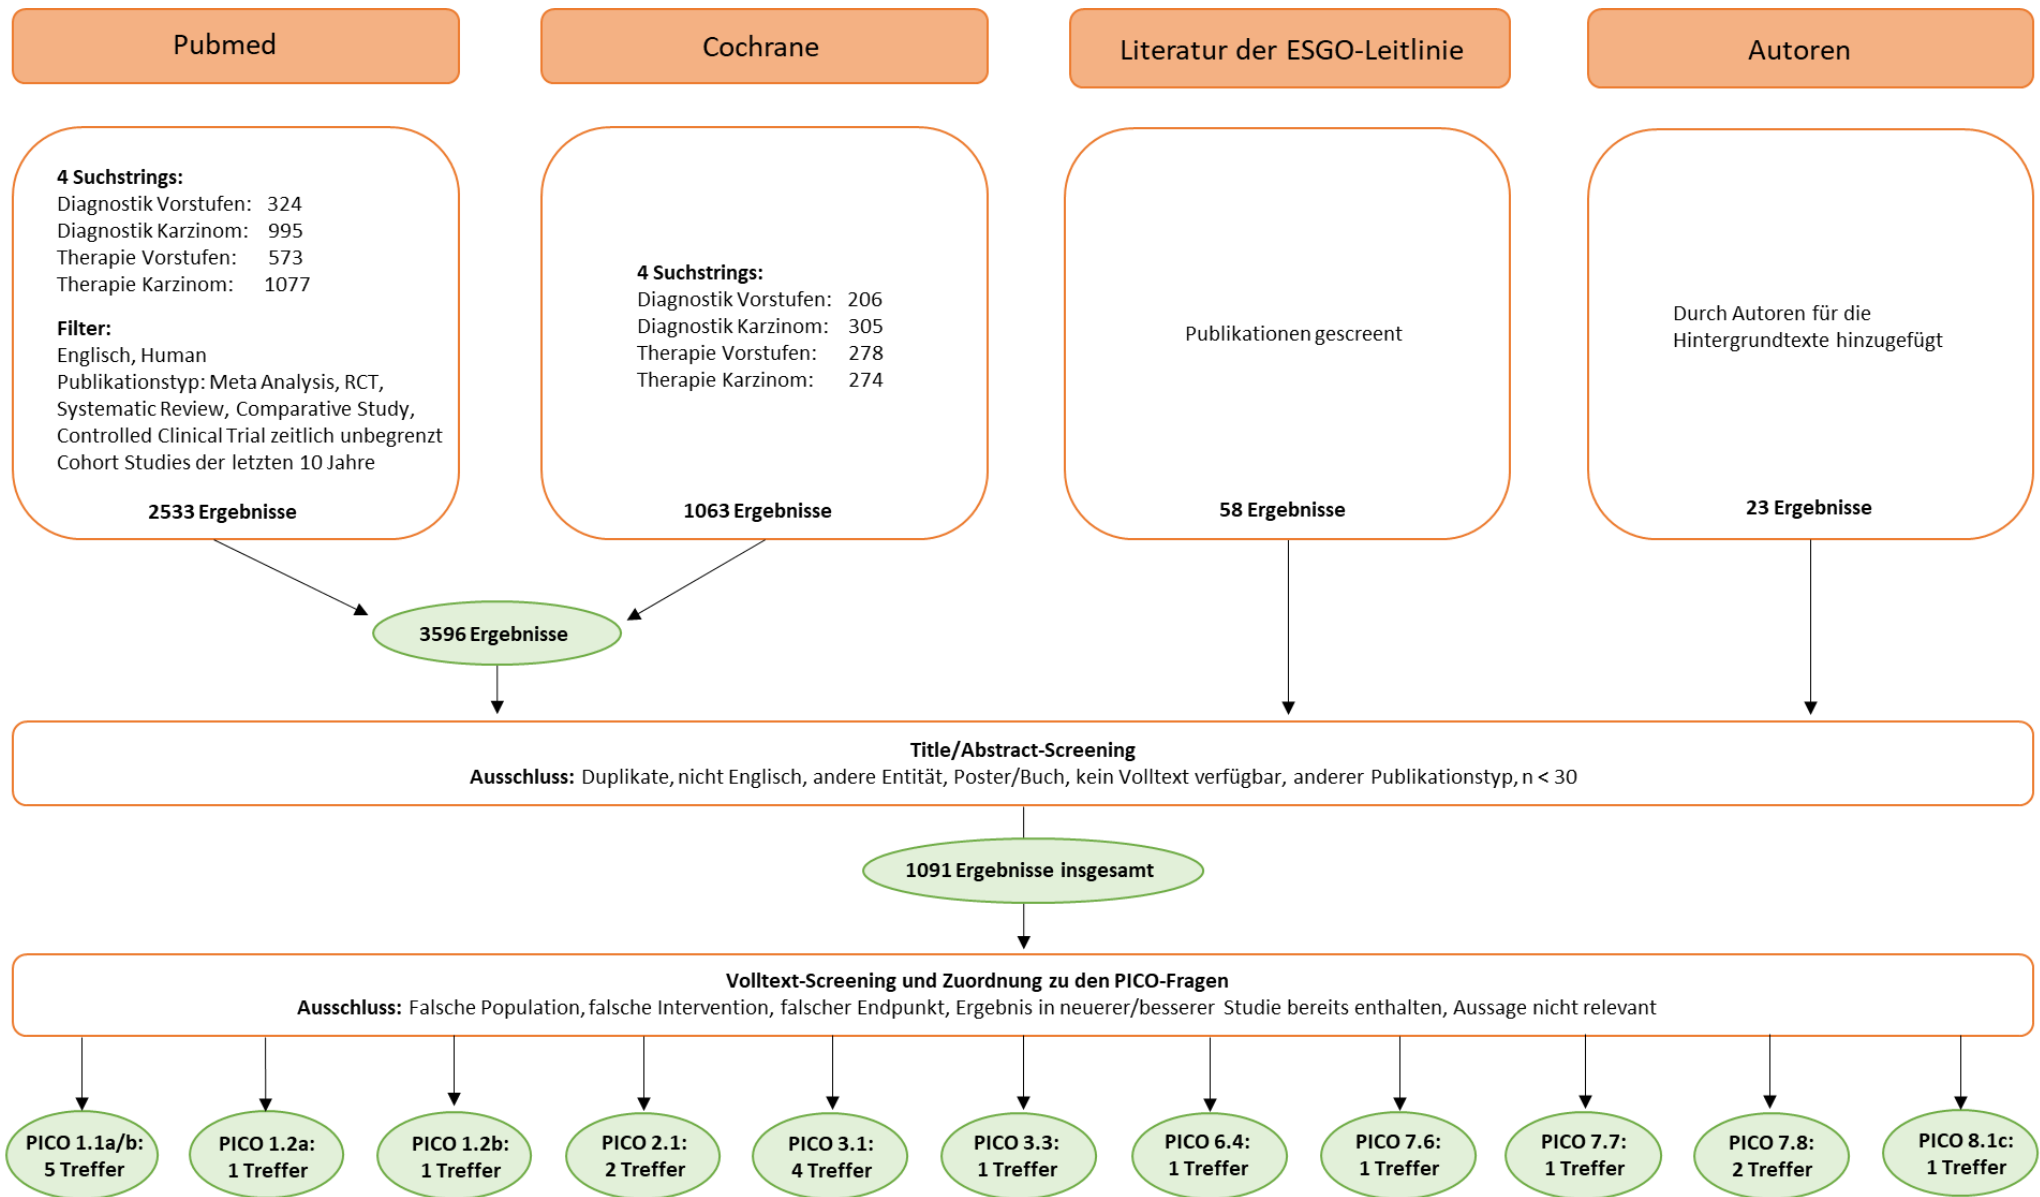 Pubmed
Cochrane
Literatur der ESGO-Leitlinie
Autoren
4 Suchstrings:
Diagnostik Vorstufen: 324
Diagnostik Karzinom: 995
Therapie Vorstufen: 573
Therapie Karzinom: 1077
Filter:
Englisch, Human
Publikationstyp: Meta Analysis, RCT,
Systematic Review, Comparative Study,
Controlled Clinical Trial zeitlich unbegrenzt
Cohort Studies der letzten 10 Jahre
2533 Ergebnisse
4 Suchstrings:
Diagnostik Vorstufen: 206
Diagnostik Karzinom: 305
Therapie Vorstufen: 278
Therapie Karzinom: 274
1063 Ergebnisse
Publikationen gescreent
58 Ergebnisse
Durch Autoren für die
Hintergrundtexte hinzugefügt
23 Ergebnisse
3596 Ergebnisse
Title/Abstract-Screening
Ausschluss: Duplikate, nicht Englisch, andere Entität, Poster/Buch, kein Volltext verfügbar, anderer Publikationstyp, n < 30
1091 Ergebnisse insgesamt
Volltext-Screening und Zuordnung zu den PICO-Fragen
Ausschluss: Falsche Population, falsche Intervention, falscher Endpunkt, Ergebnis in neuerer/besserer Studie bereits enthalten, Aussage nicht relevant
PICO 1.1a/b:
5 Treffer
PICO 1.2a:
1 Treffer
PICO 1.2b:
1 Treffer
PICO 2.1:
2 Treffer
PICO 3.1:
4 Treffer
PICO 3.3:
1 Treffer
PICO 6.4:
1 Treffer
PICO 7.6:
1 Treffer
PICO 7.7:
1 Treffer
PICO 7.8:
2 Treffer
PICO 8.1c:
1 Treffer